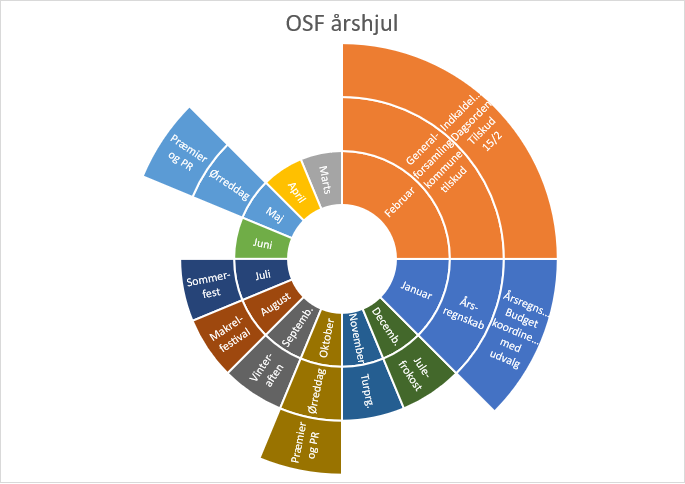 OSF årshjul
Februar
General-
forsamling
kommune
tilskud
Indkaldel...
Dagsorden
Tilskud
15/2
Januar
Års-
regnskab
Årsregns...
Budget
koordine...
med
udvalg
Decemb.
Jule-
frokost
November
Turprg.
Oktober
Ørreddag
Præmier
og PR
Septemb.
Vinter-
aften
August
Makrel-
festival
Juli
Sommer-
fest
Juni
Maj
Ørreddag
Præmier
og PR
April
Marts